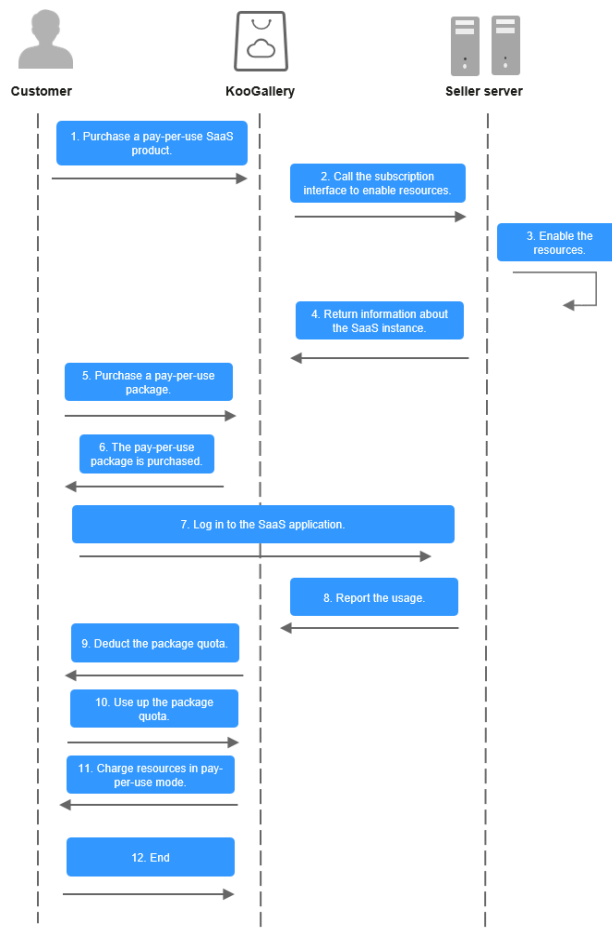 Customer
KooGallery
Seller server
1. Purchase a pay-per-use SaaS
product.
2. Call the subscription
interface to enable resources.
3. Enable the
resources.
4. Return information about
the SaaS instance.
5. Purchase a pay-per-use
package.
6. The pay-per-use
package is purchased.
7. Log in to the SaaS application.
8. Report the usage.
9. Deduct the package quota.
10. Use up the package
quota.
11. Charge resources in pay-
per-use mode.
12. End